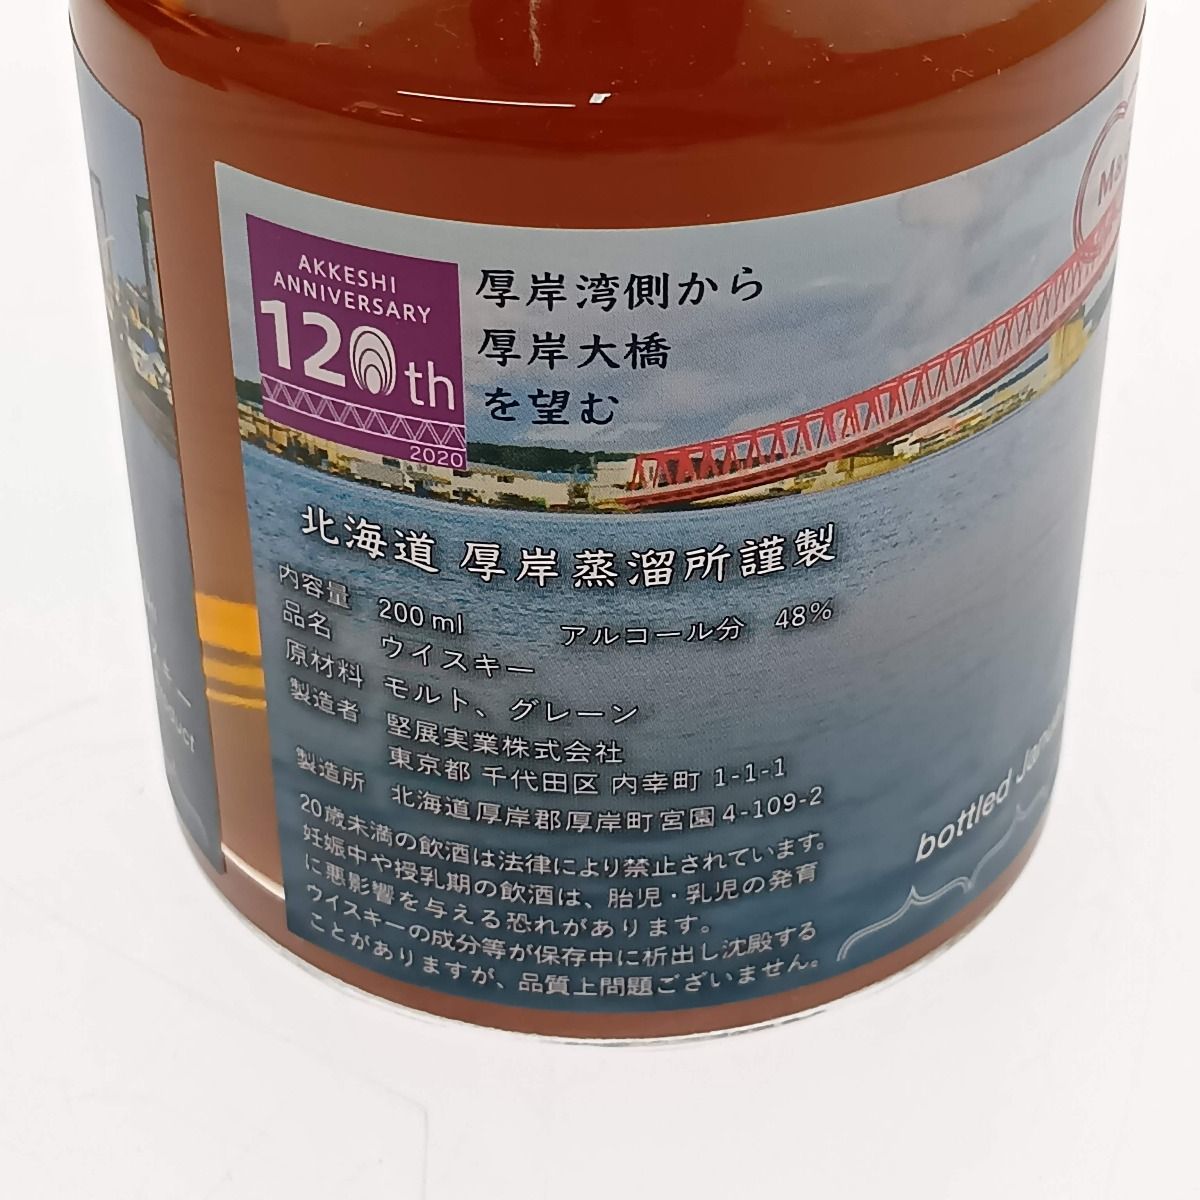 AKKESHI
ANNIVERSARY
120th
2020
厚岸湾側から
厚岸大橋
を望む
北海道 厚岸蒸溜所謹製
内容量 200 ml アルコール分 48%
品名 ウイスキー
原材料 モルト、グレーン
製造者 堅展実業株式会社
東京都 千代田区 内幸町 1-1-1
製造所 北海道厚岸郡厚岸町宮園4-109-2
20歳未満の飲酒は法律により禁止されています。
妊娠中や授乳期の飲酒は、胎児・乳児の発育
に悪影響を与える恐れがあります。
ウイスキーの成分等が保存中に析出し沈殿する
ことがありますが、品質上問題ございません。
bottled